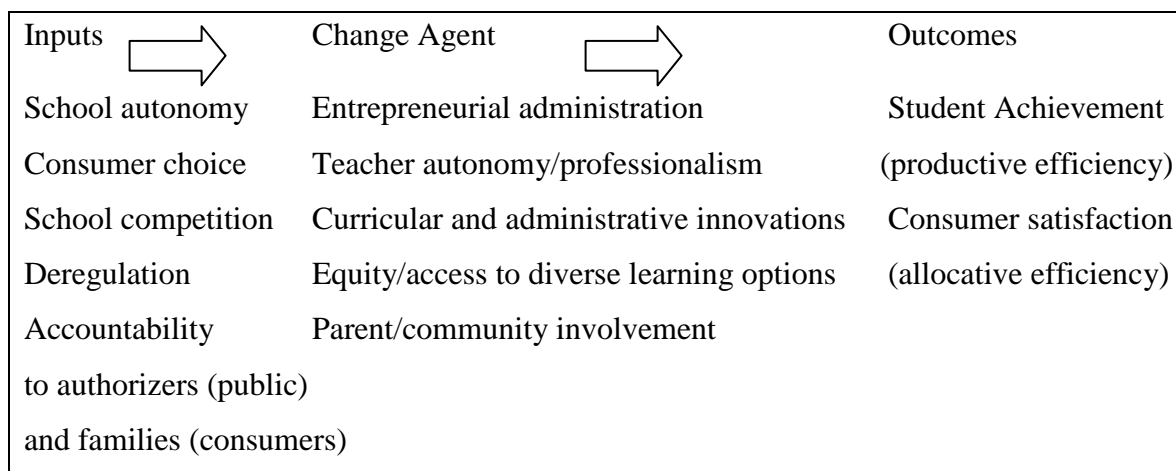 Inputs Change Agent Outcomes
School autonomy Entrepreneurial administration Student Achievement
Consumer choice Teacher autonomy/professionalism (productive efficiency)
School competition Curricular and administrative innovations Consumer satisfaction
Deregulation Equity/access to diverse learning options (allocative efficiency)
Accountability Parent/community involvement
to authorizers (public)
and families (consumers)